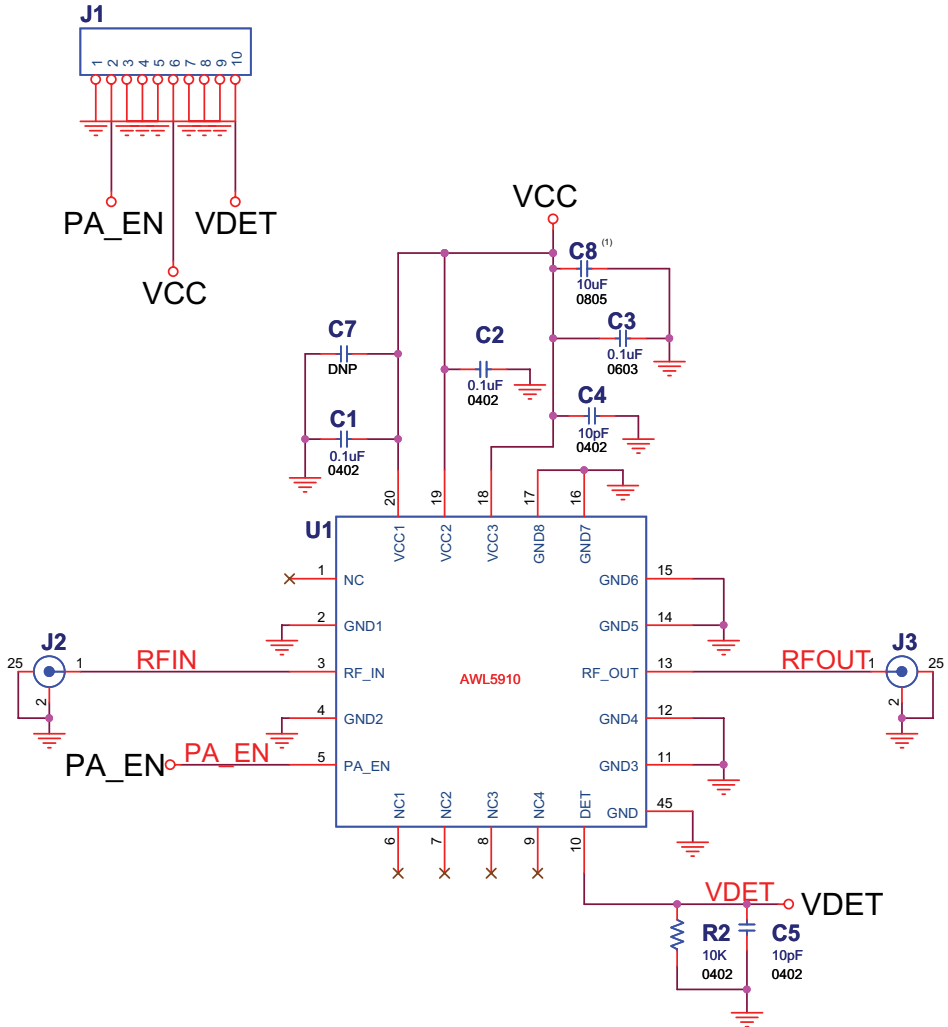 J1
1 2 3 4 5 6 7 8 9 10
PA_EN
VDET
VCC
VCC
C8 (1)
10uF
0805
C3
0.1uF
0603
C7
DNP
C2
0.1uF
0402
C4
10pF
0402
C1
0.1uF
0402
20 19 18 17 16
U1
VCC1 VCC2 VCC3 GND8 GND7
1 NC
GND6 15
2 GND1
GND5 14
J2
25 1
2
RFIN
3 RF_IN
AWL5910
RF_OUT 13
RFOUT
J3
1 25
2
4 GND2
GND4 12
PA_EN PA_EN
5 PA_EN
GND3 11
NC1 NC2 NC3 NC4 DET
GND 45
6 7 8 9 10
VDET VDET
R2
10K
0402
C5
10pF
0402